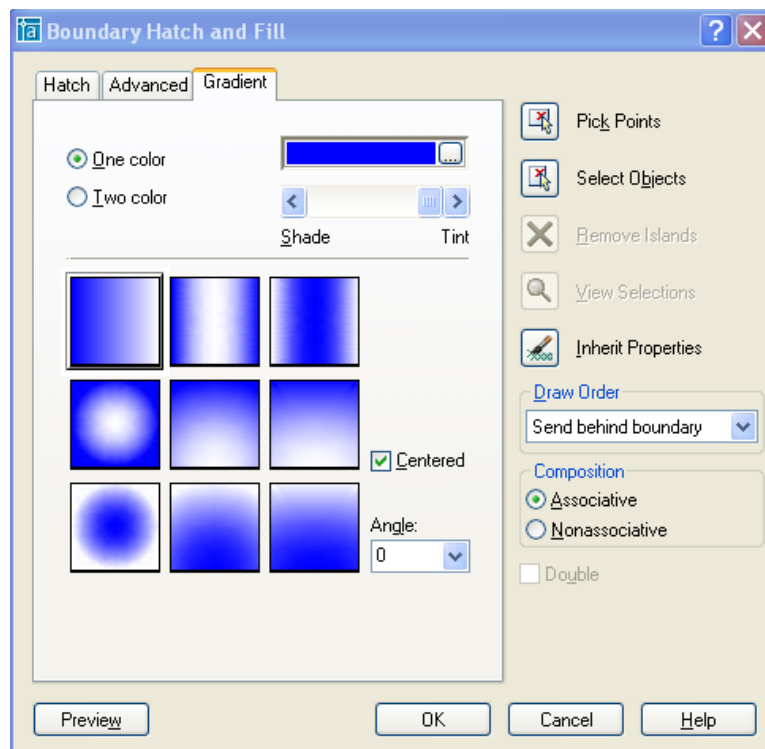 Boundary Hatch and Fill
Hatch Advanced Gradient
One color
...
Two color
Shade Tint
Centered
Angle:
0
Pick Points
Select Objects
Remove Islands
View Selections
Inherit Properties
Draw Order
Send behind boundary
Composition
Associative
Nonassociative
Double
Preview OK Cancel Help